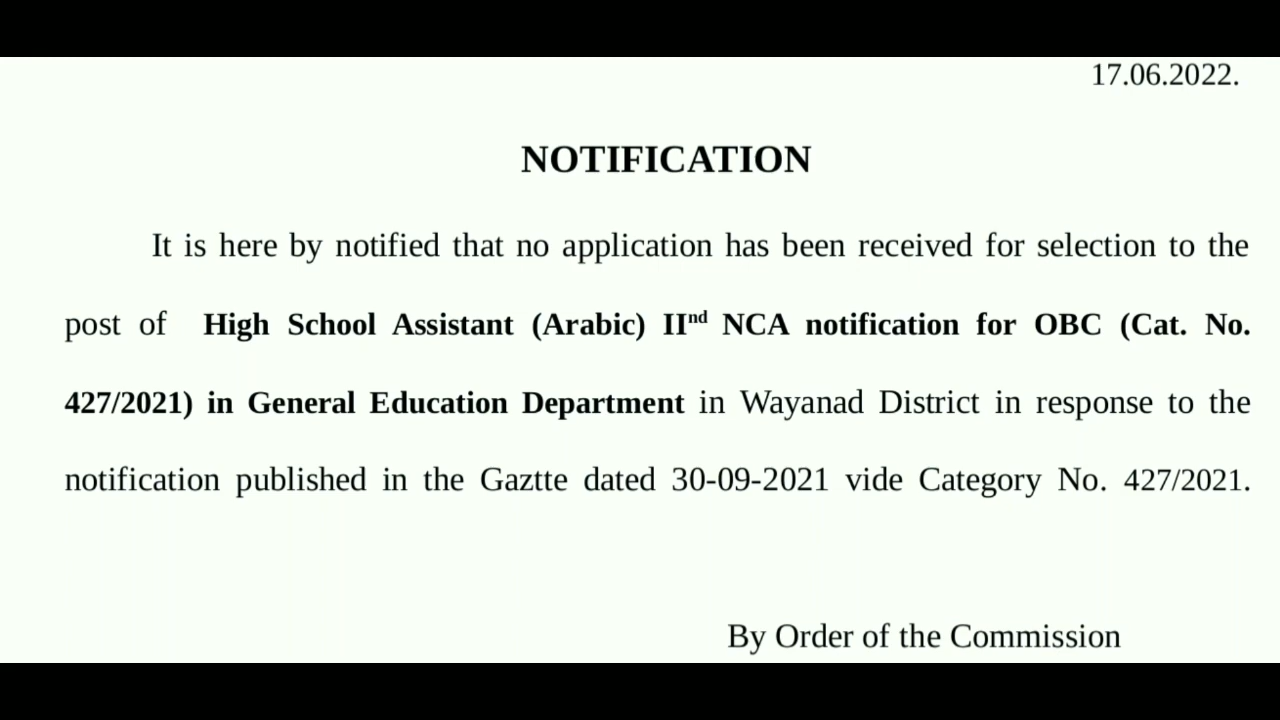 17.06.2022.
NOTIFICATION
It is here by notified that no application has been received for selection to the
post of High School Assistant (Arabic) IInd NCA notification for OBC (Cat. No.
427/2021) in General Education Department in Wayanad District in response to the
notification published in the Gaztte dated 30-09-2021 vide Category No. 427/2021.
By Order of the Commission